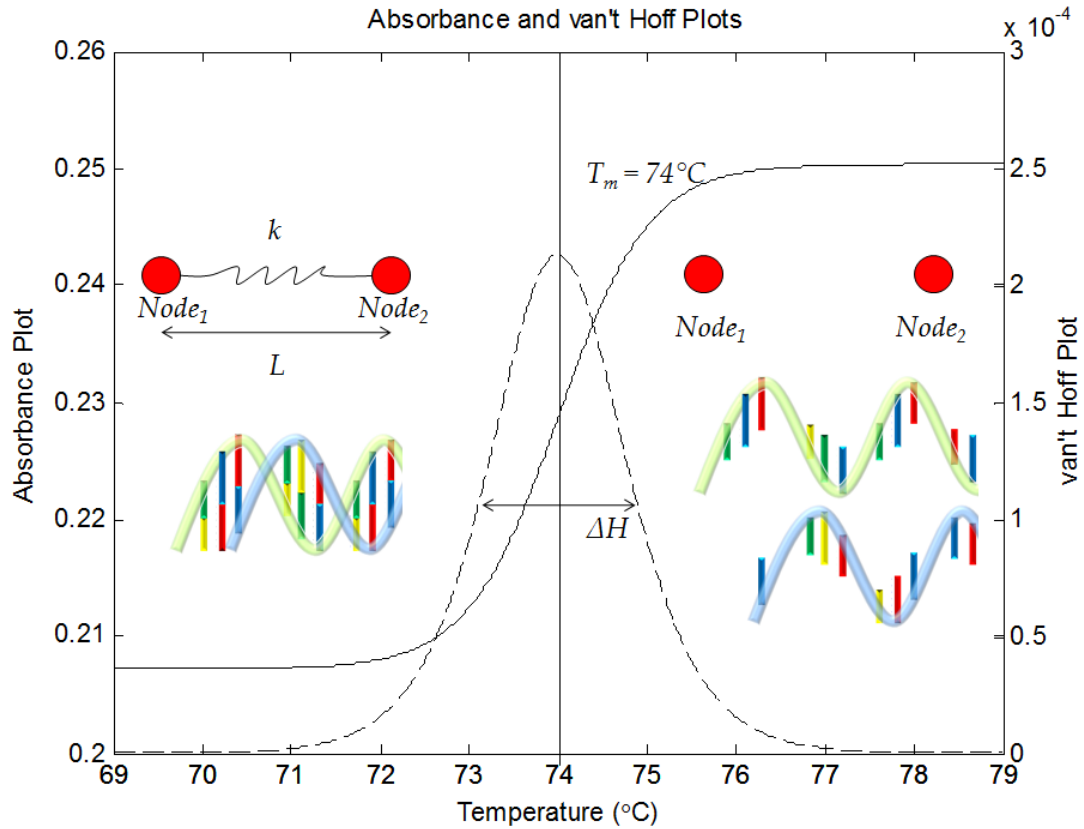 Absorbance and van't Hoff Plots
x 10⁻⁴
0.26
0.25
0.24
0.23
0.22
0.21
0.2
Absorbance Plot
3
2.5
2
1.5
1
0.5
0
van't Hoff Plot
T_m = 74°C
k
Node₁
Node₂
L
Node₁
Node₂
ΔH
69 70 71 72 73 74 75 76 77 78 79
Temperature (°C)